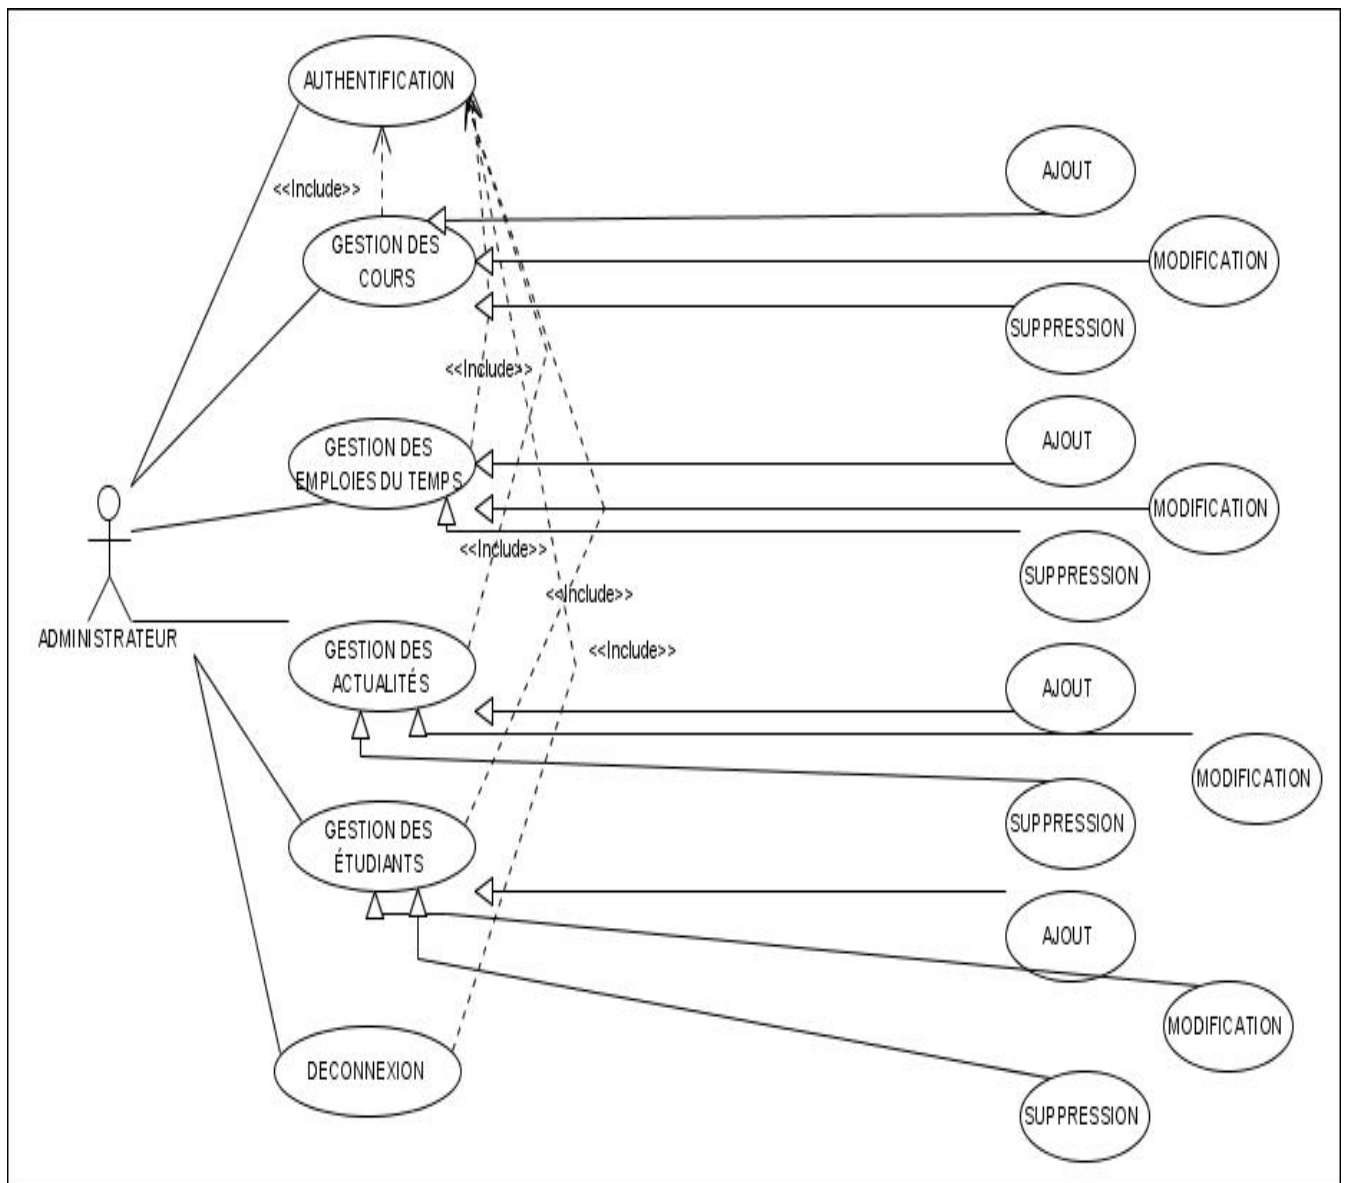 AUTHENTIFICATION
AJOUT
<<Include>>
GESTION DES
COURS
MODIFICATION
SUPPRESSION
<<Include>>
AJOUT
GESTION DES
EMPLOIES DU TEMPS
MODIFICATION
<<Include>>
SUPPRESSION
<<Include>>
ADMINISTRATEUR
GESTION DES
ACTUALITÉS
<<Include>>
AJOUT
MODIFICATION
SUPPRESSION
GESTION DES
ÉTUDIANTS
AJOUT
MODIFICATION
DECONNEXION
SUPPRESSION